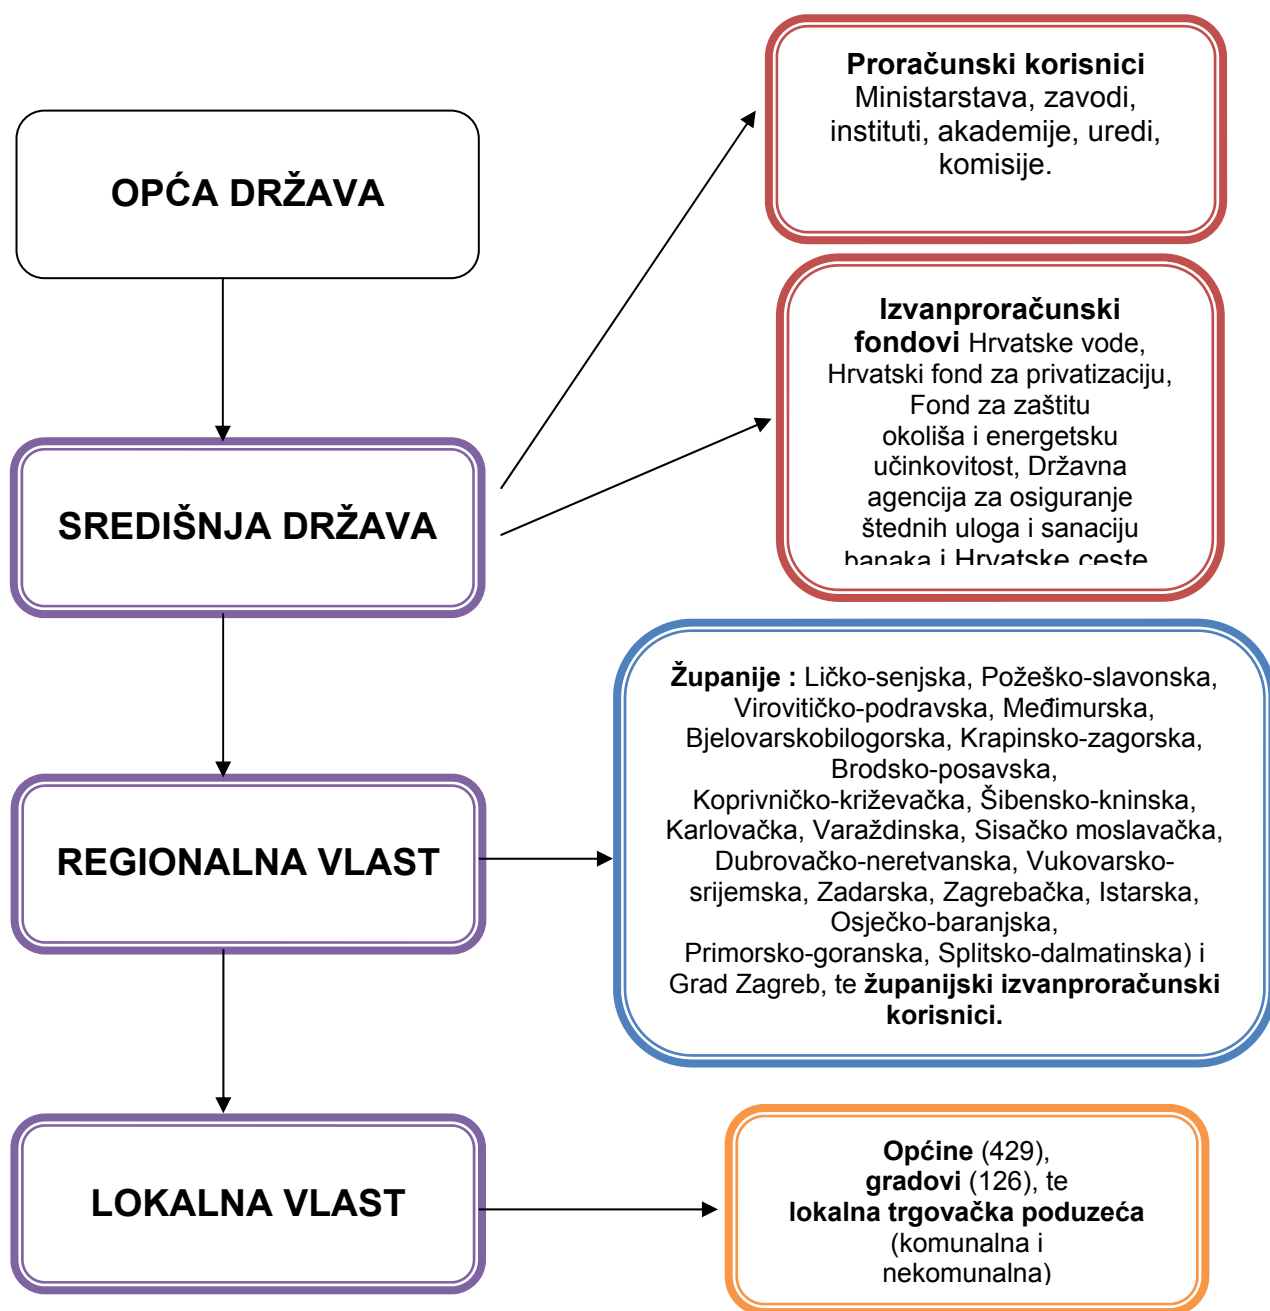 OPĆA DRŽAVA
Proračunski korisnici
Ministarstava, zavodi,
instituti, akademije, uredi,
komisije.
SREDIŠNJA DRŽAVA
Izvanproračunski
fondovi Hrvatske vode,
Hrvatski fond za privatizaciju,
Fond za zaštitu
okoliša i energetsku
učinkovitost, Državna
agencija za osiguranje
štednih uloga i sanaciju
banaka i Hrvatske ceste
REGIONALNA VLAST
Županije : Ličko-senjska, Požeško-slavonska,
Virovitičko-podravska, Međimurska,
Bjelovarskobilogorska, Krapinsko-zagorska,
Brodsko-posavska,
Koprivničko-križevačka, Šibensko-kninska,
Karlovačka, Varaždinska, Sisačko moslavačka,
Dubrovačko-neretvanska, Vukovarsko-
srijemska, Zadarska, Zagrebačka, Istarska,
Osječko-baranjska,
Primorsko-goranska, Splitsko-dalmatinska) i
Grad Zagreb, te županijski izvanproračunski
korisnici.
LOKALNA VLAST
Općine (429),
gradovi (126), te
lokalna trgovačka poduzeća
(komunalna i
nekomunalna)